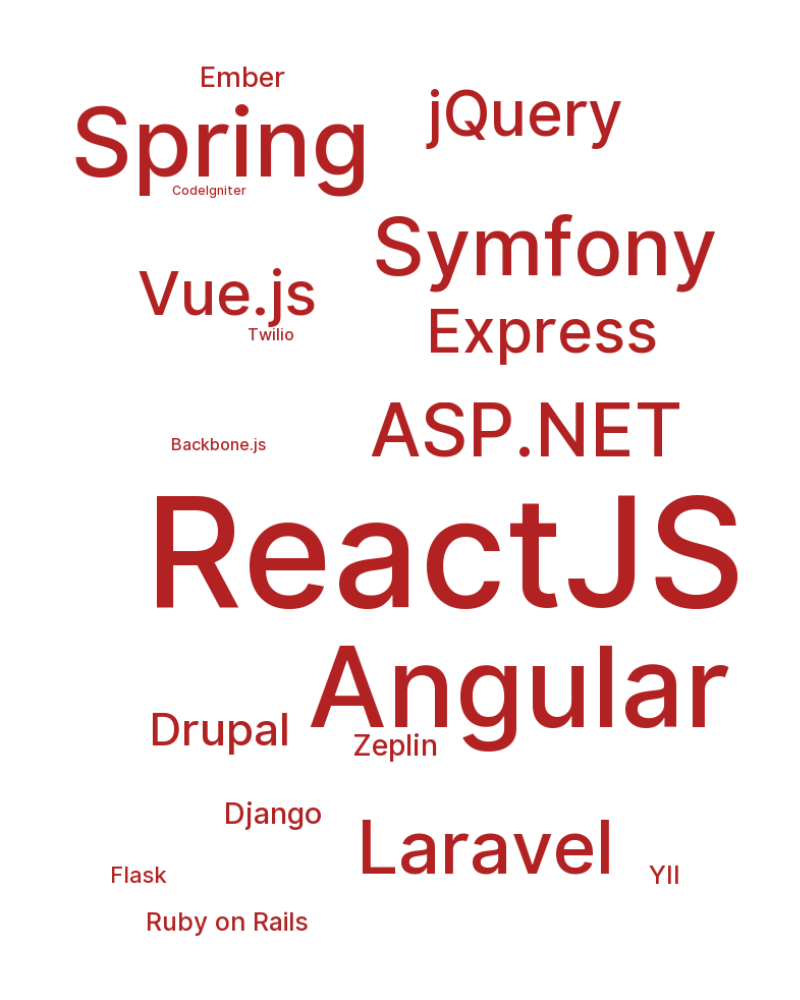 Ember
Spring
jQuery
CodeIgniter
Symfony
Vue.js
Express
Twilio
ASP.NET
Backbone.js
ReactJS
Angular
Drupal
Zeplin
Django
Laravel
Flask
YII
Ruby on Rails